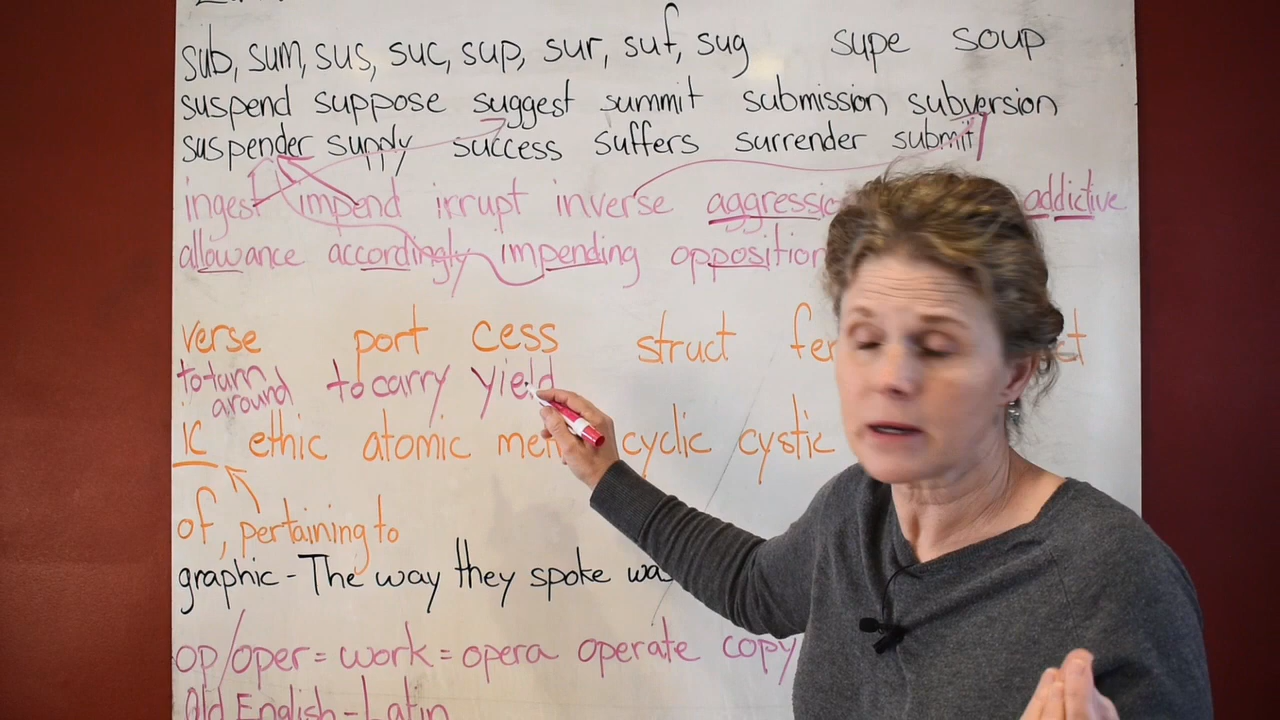 sub, sum, sus, suc, sup, sur, suf, sug supe soup
suspend suppose suggest summit submission subversion
suspender supply success suffers surrender submit
ingest impend irrupt inverse addictive
allowance accordingly impending opposition
verse port cess struct
to turn around to carry yield
ic ethic atomic cyclic cystic
of, pertaining to
graphic - The way they spoke
op/oper = work = opera operate copy
Old English - Latin